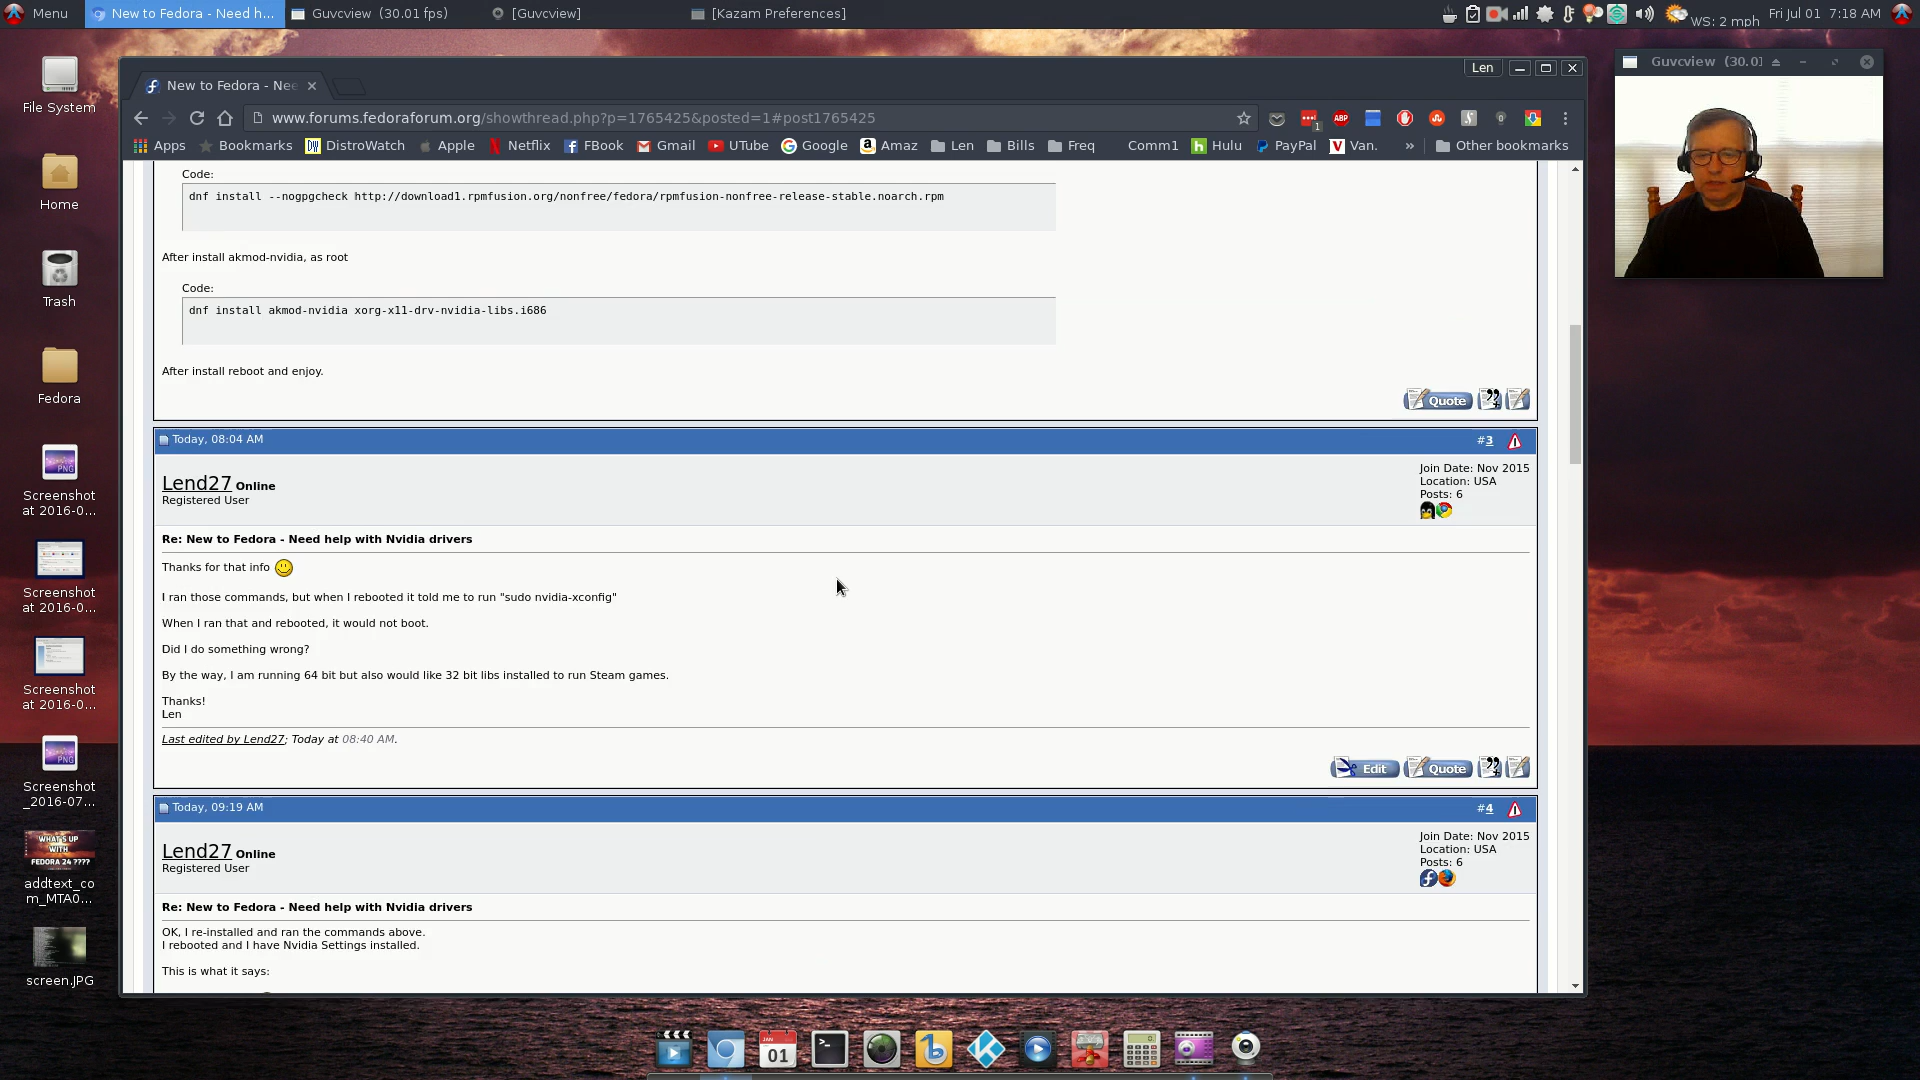 Menu
New to Fedora - Need h...
Guvcview (30.01 fps)
[Guvcview]
[Kazam Preferences]
WS: 2 mph
Fri Jul 01 7:18 AM
File System
Home
Trash
Fedora
Screenshot
at 2016-0...
Screenshot
at 2016-0...
Screenshot
at 2016-0...
Screenshot
_2016-07...
WHAT'S UP
WITH
FEDORA 24 ????
addtext_co
m_MTA0...
screen.JPG
New to Fedora - Nee
Len
www.forums.fedoraforum.org/showthread.php?p=1765425&posted=1#post1765425
ABP
1
Apps
Bookmarks
DW DistroWatch
Apple
Netflix
FBook
Gmail
UTube
Google
Amaz
Len
Bills
Freq
Comm1
Hulu
PayPal
Van.
»
Other bookmarks
Code:
dnf install --nogpgcheck http://download1.rpmfusion.org/nonfree/fedora/rpmfusion-nonfree-release-stable.noarch.rpm
After install akmod-nvidia, as root
Code:
dnf install akmod-nvidia xorg-x11-drv-nvidia-libs.i686
After install reboot and enjoy.
Quote
Today, 08:04 AM
#3
Lend27 Online
Registered User
Join Date: Nov 2015
Location: USA
Posts: 6
Re: New to Fedora - Need help with Nvidia drivers
Thanks for that info
I ran those commands, but when I rebooted it told me to run "sudo nvidia-xconfig"
When I ran that and rebooted, it would not boot.
Did I do something wrong?
By the way, I am running 64 bit but also would like 32 bit libs installed to run Steam games.
Thanks!
Len
Last edited by Lend27; Today at 08:40 AM.
Edit
Quote
Today, 09:19 AM
#4
Lend27 Online
Registered User
Join Date: Nov 2015
Location: USA
Posts: 6
Re: New to Fedora - Need help with Nvidia drivers
OK, I re-installed and ran the commands above.
I rebooted and I have Nvidia Settings installed.
This is what it says:
Guvcview (30.0
JAN
01